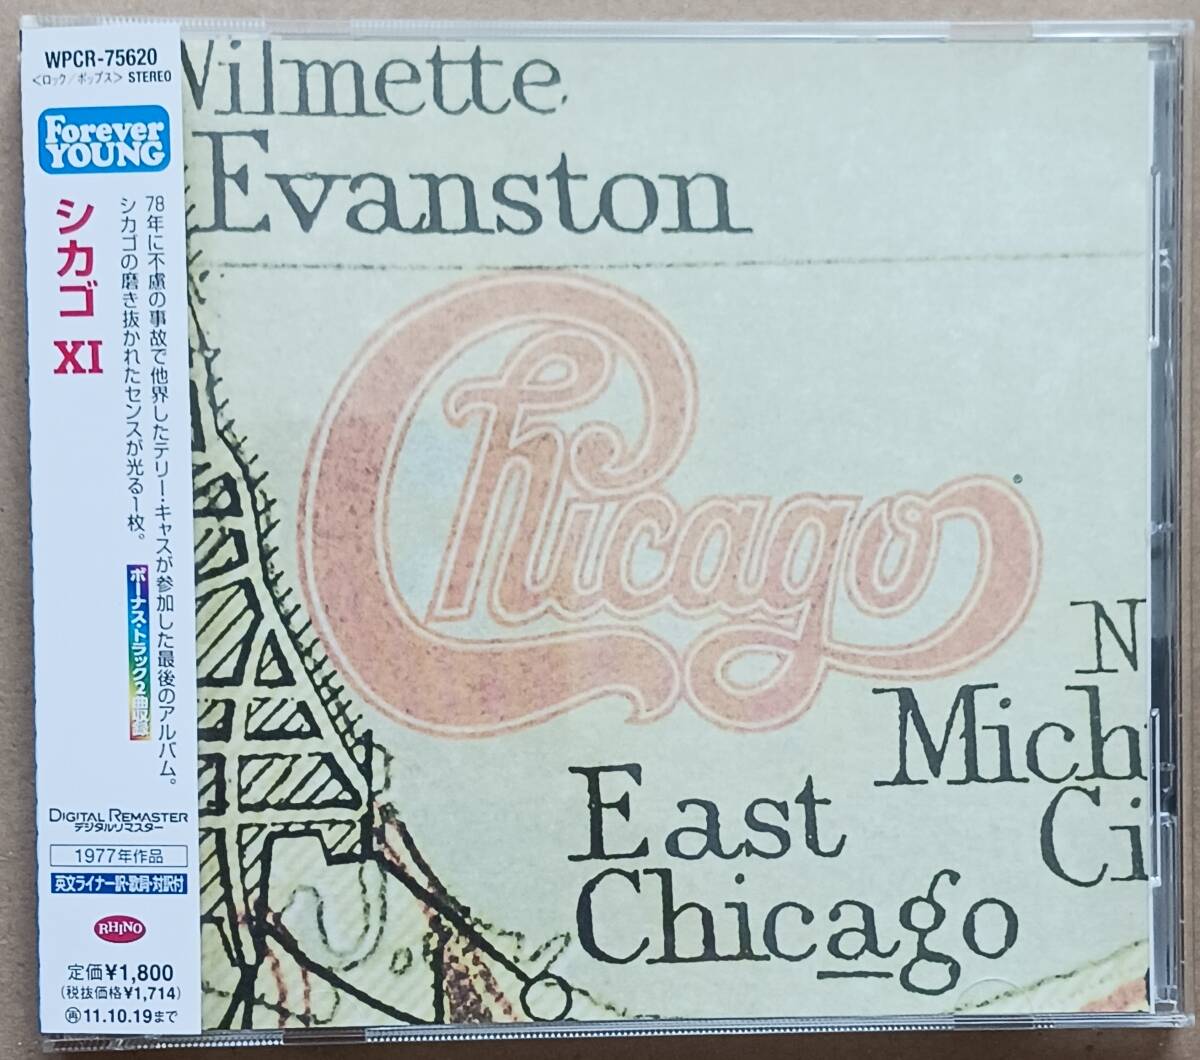 WPCR-75620
<ロック/ポップス> STEREO
Forever
YOUNG
シカゴ XI
78年に不慮の事故で他界したテリー・キャスが参加した最後のアルバム。
シカゴの磨き抜かれたセンスが光る1枚。
ボーナス・トラック2曲収録
DIGITAL REMASTER
デジタルリマスター
1977年作品
英文ライナー訳・歌詞・対訳付
RHINO
定価¥1,800
(税抜価格¥1,714)
再 11.10.19まで
Wilmette
Evanston
Chicago®
N
Mich
Ci
East
Chicago